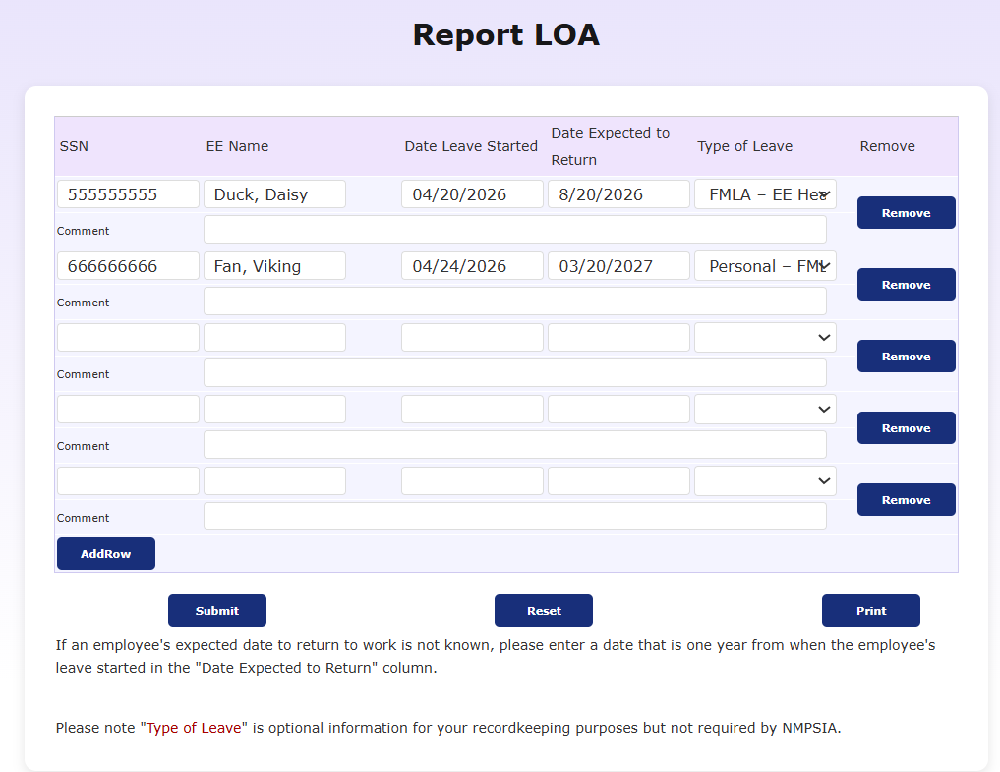 Report LOA
SSN EE Name Date Leave Started Date Expected to Return Type of Leave Remove
555555555 Duck, Daisy 04/20/2026 8/20/2026 FMLA – EE Hea Remove
Comment
666666666 Fan, Viking 04/24/2026 03/20/2027 Personal – FML Remove
Comment
Remove
Comment
Remove
Comment
Remove
Comment
AddRow
Submit Reset Print
If an employee's expected date to return to work is not known, please enter a date that is one year from when the employee's
leave started in the "Date Expected to Return" column.
Please note "Type of Leave" is optional information for your recordkeeping purposes but not required by NMPSIA.